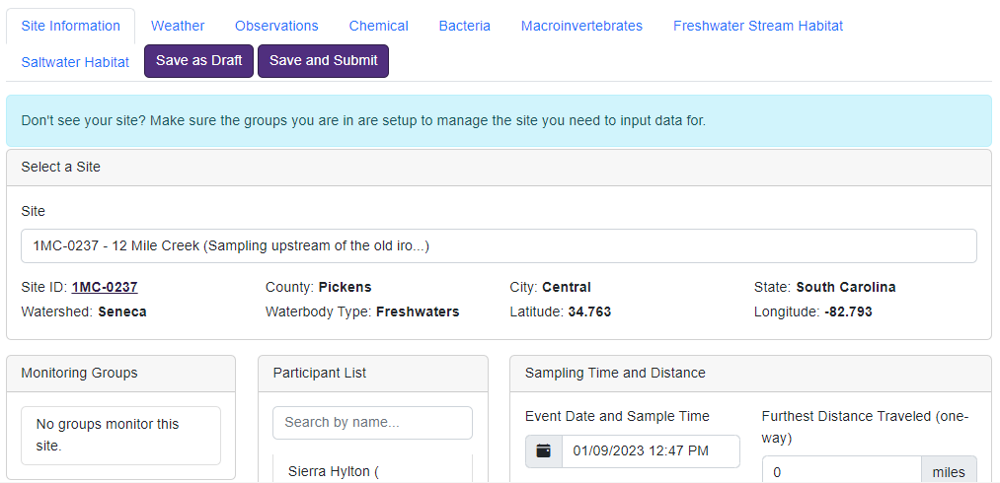 Site Information Weather Observations Chemical Bacteria Macroinvertebrates Freshwater Stream Habitat
Saltwater Habitat Save as Draft Save and Submit
Don't see your site? Make sure the groups you are in are setup to manage the site you need to input data for.
Select a Site
Site
1MC-0237 - 12 Mile Creek (Sampling upstream of the old iro...)
Site ID: 1MC-0237 County: Pickens City: Central State: South Carolina
Watershed: Seneca Waterbody Type: Freshwaters Latitude: 34.763 Longitude: -82.793
Monitoring Groups
No groups monitor this
site.
Participant List
Search by name...
Sierra Hylton (
Sampling Time and Distance
Event Date and Sample Time
01/09/2023 12:47 PM
Furthest Distance Traveled (one-
way)
0 miles